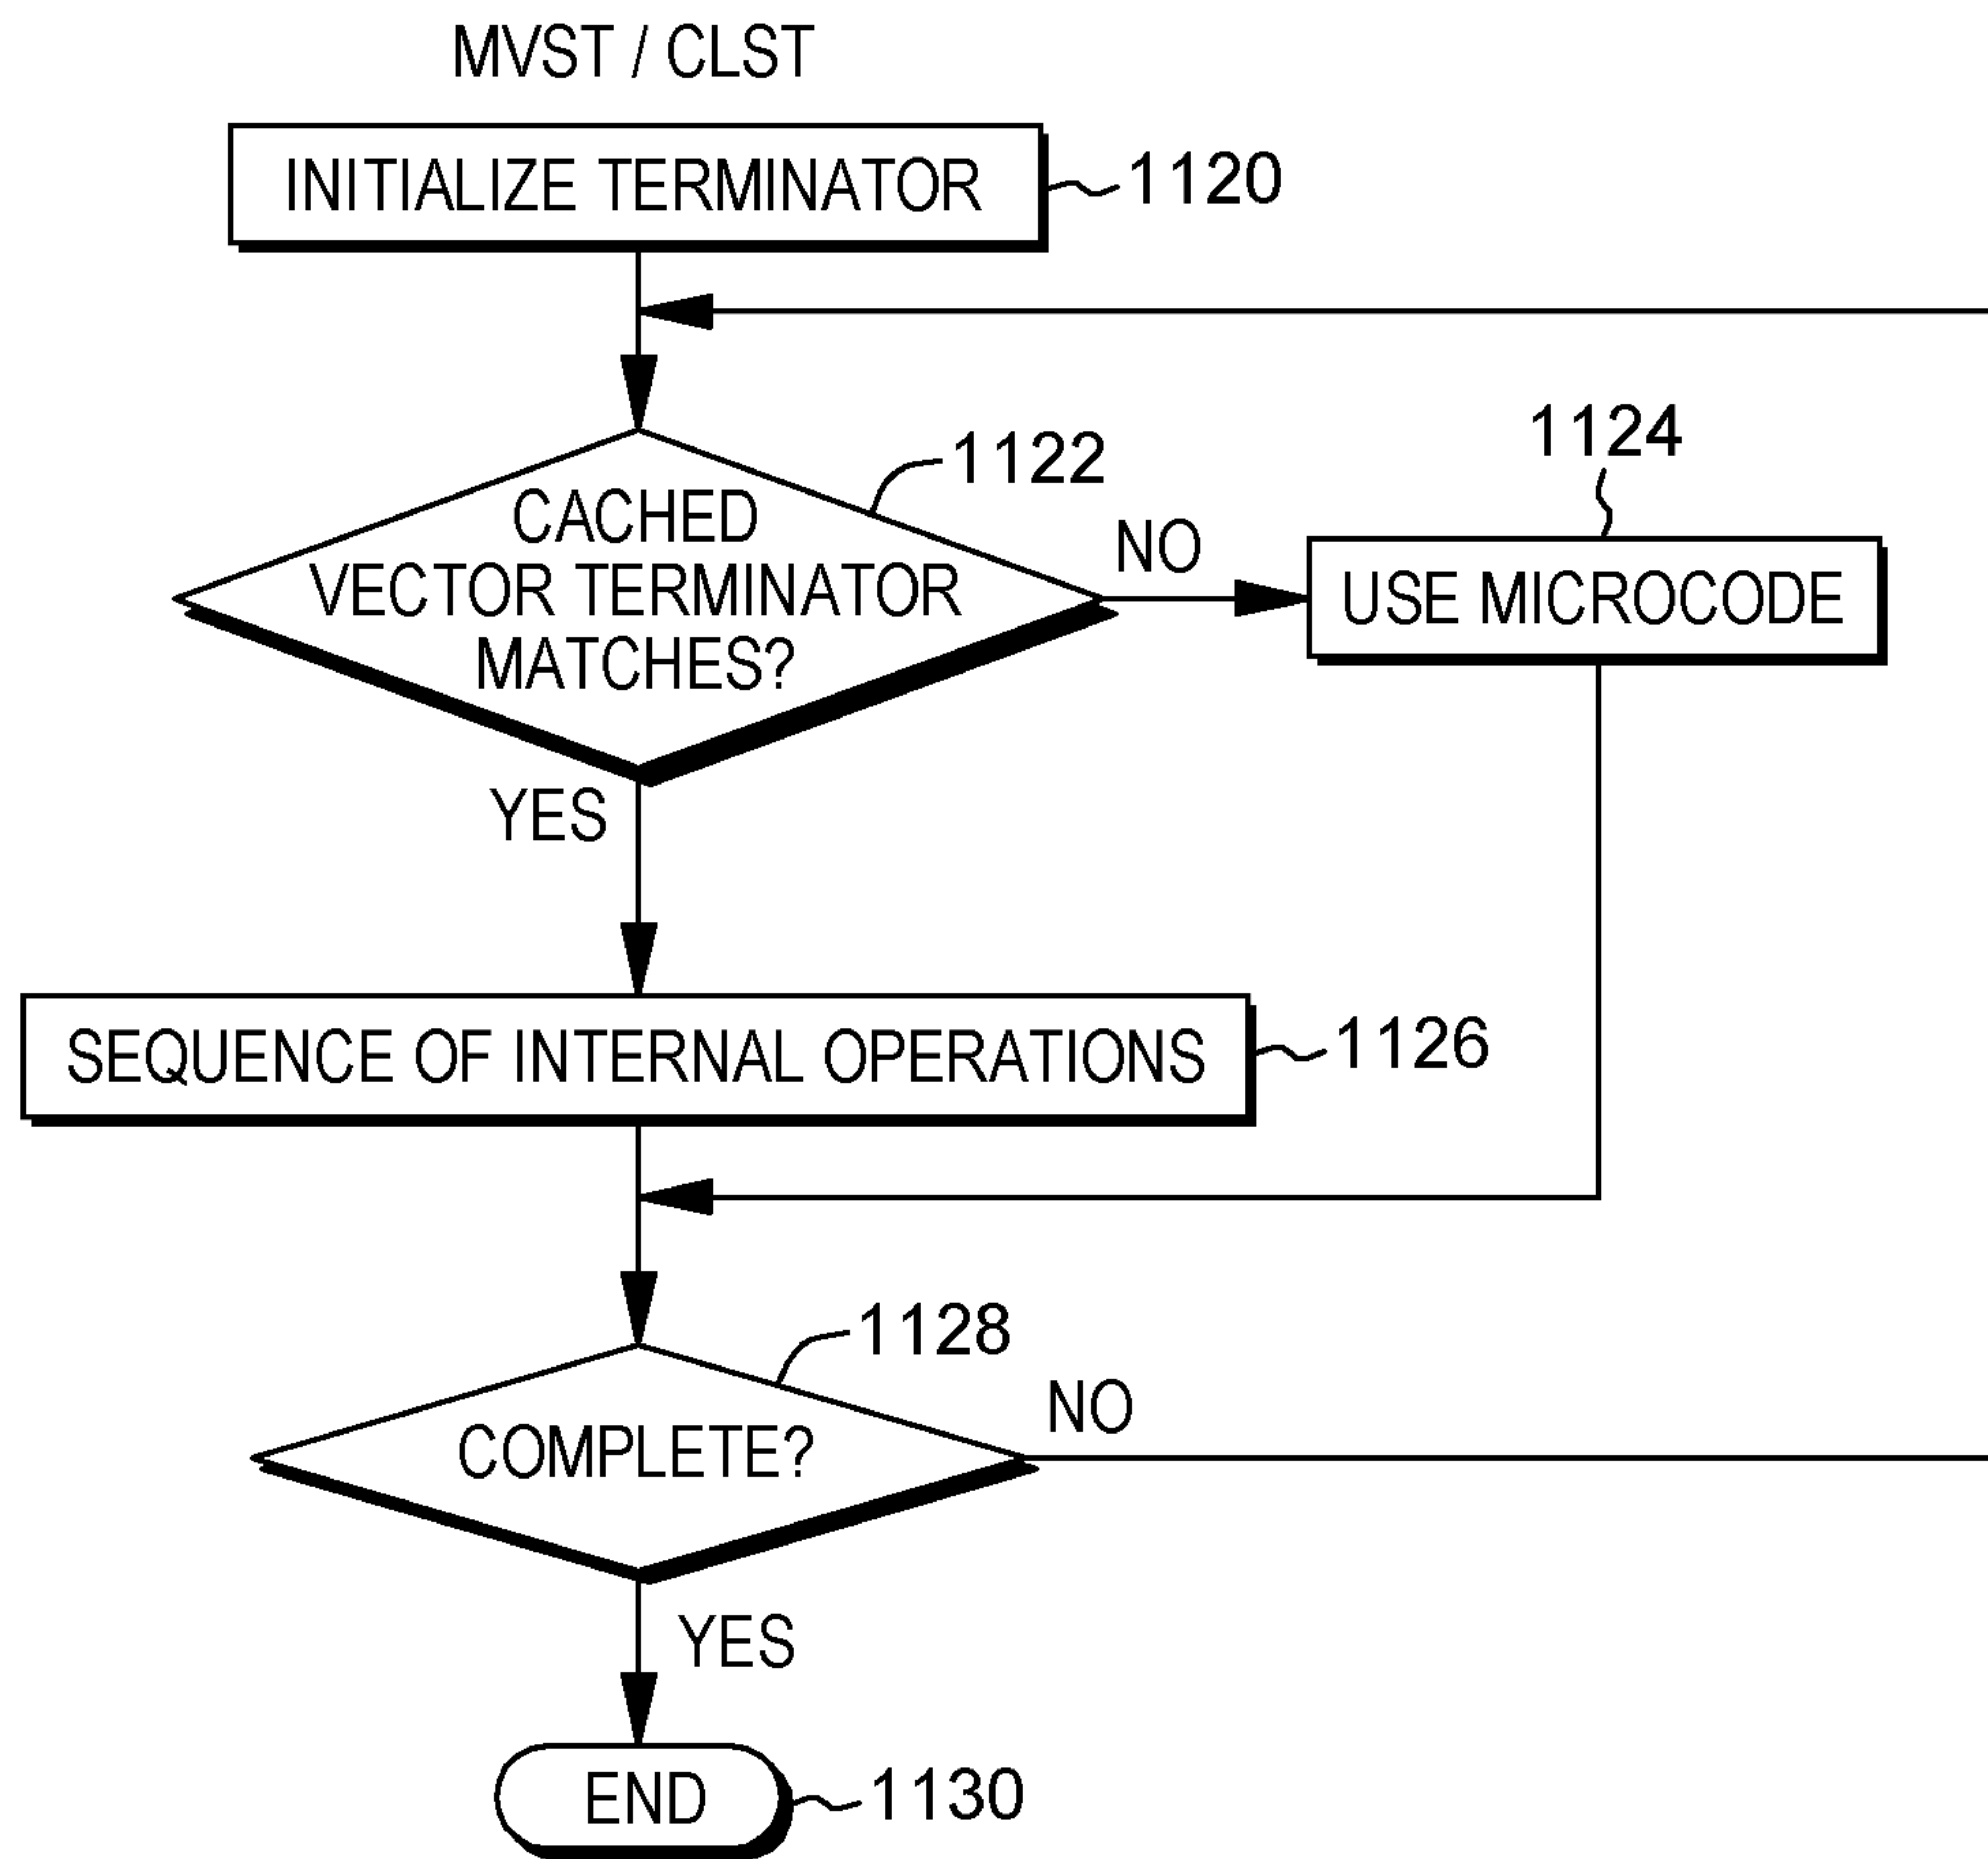 MVST / CLST
INITIALIZE TERMINATOR
1120
1122
CACHED
VECTOR TERMINATOR
MATCHES?
NO
1124
USE MICROCODE
YES
SEQUENCE OF INTERNAL OPERATIONS
1126
1128
COMPLETE?
NO
YES
END
1130